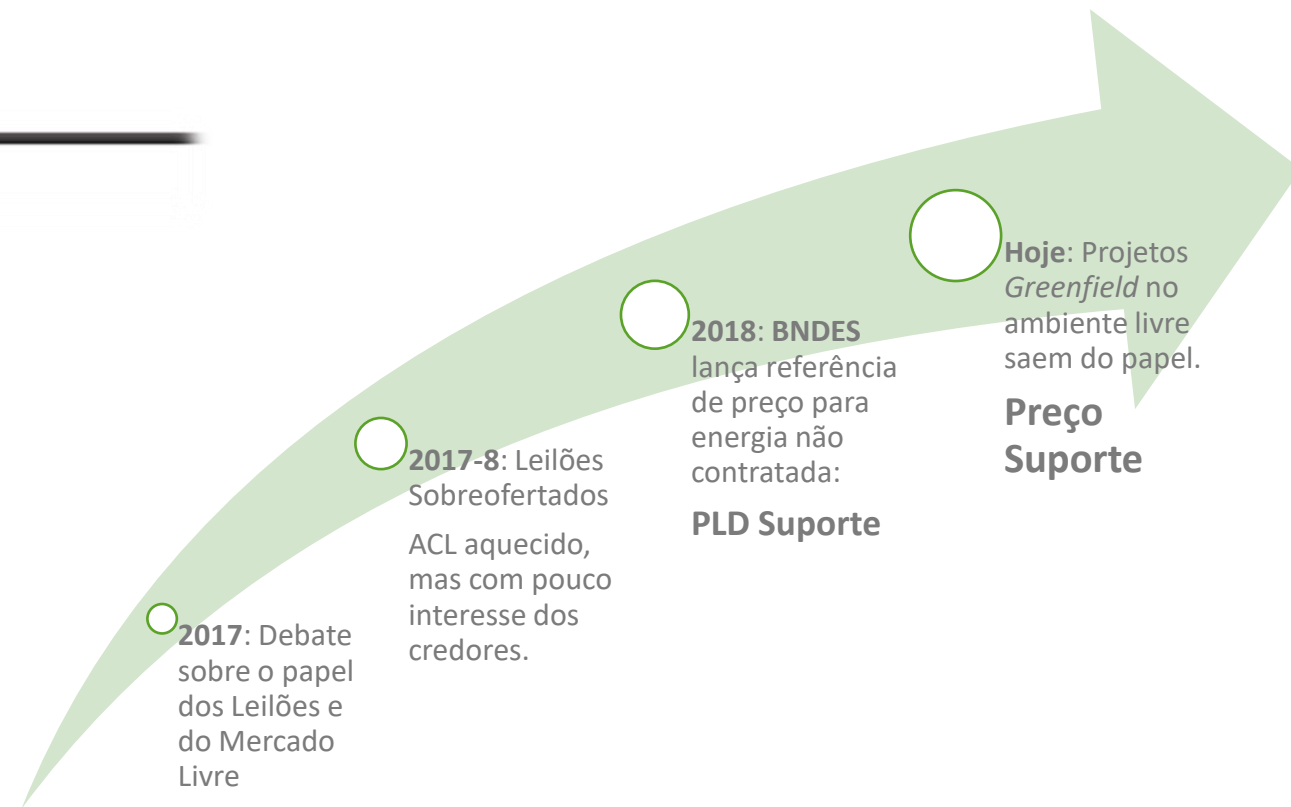 2017: Debate
sobre o papel
dos Leilões e
do Mercado
Livre
2017-8: Leilões
Sobreofertados
ACL aquecido,
mas com pouco
interesse dos
credores.
2018: BNDES
lança referência
de preço para
energia não
contratada:
PLD Suporte
Hoje: Projetos
Greenfield no
ambiente livre
saem do papel.
Preço
Suporte